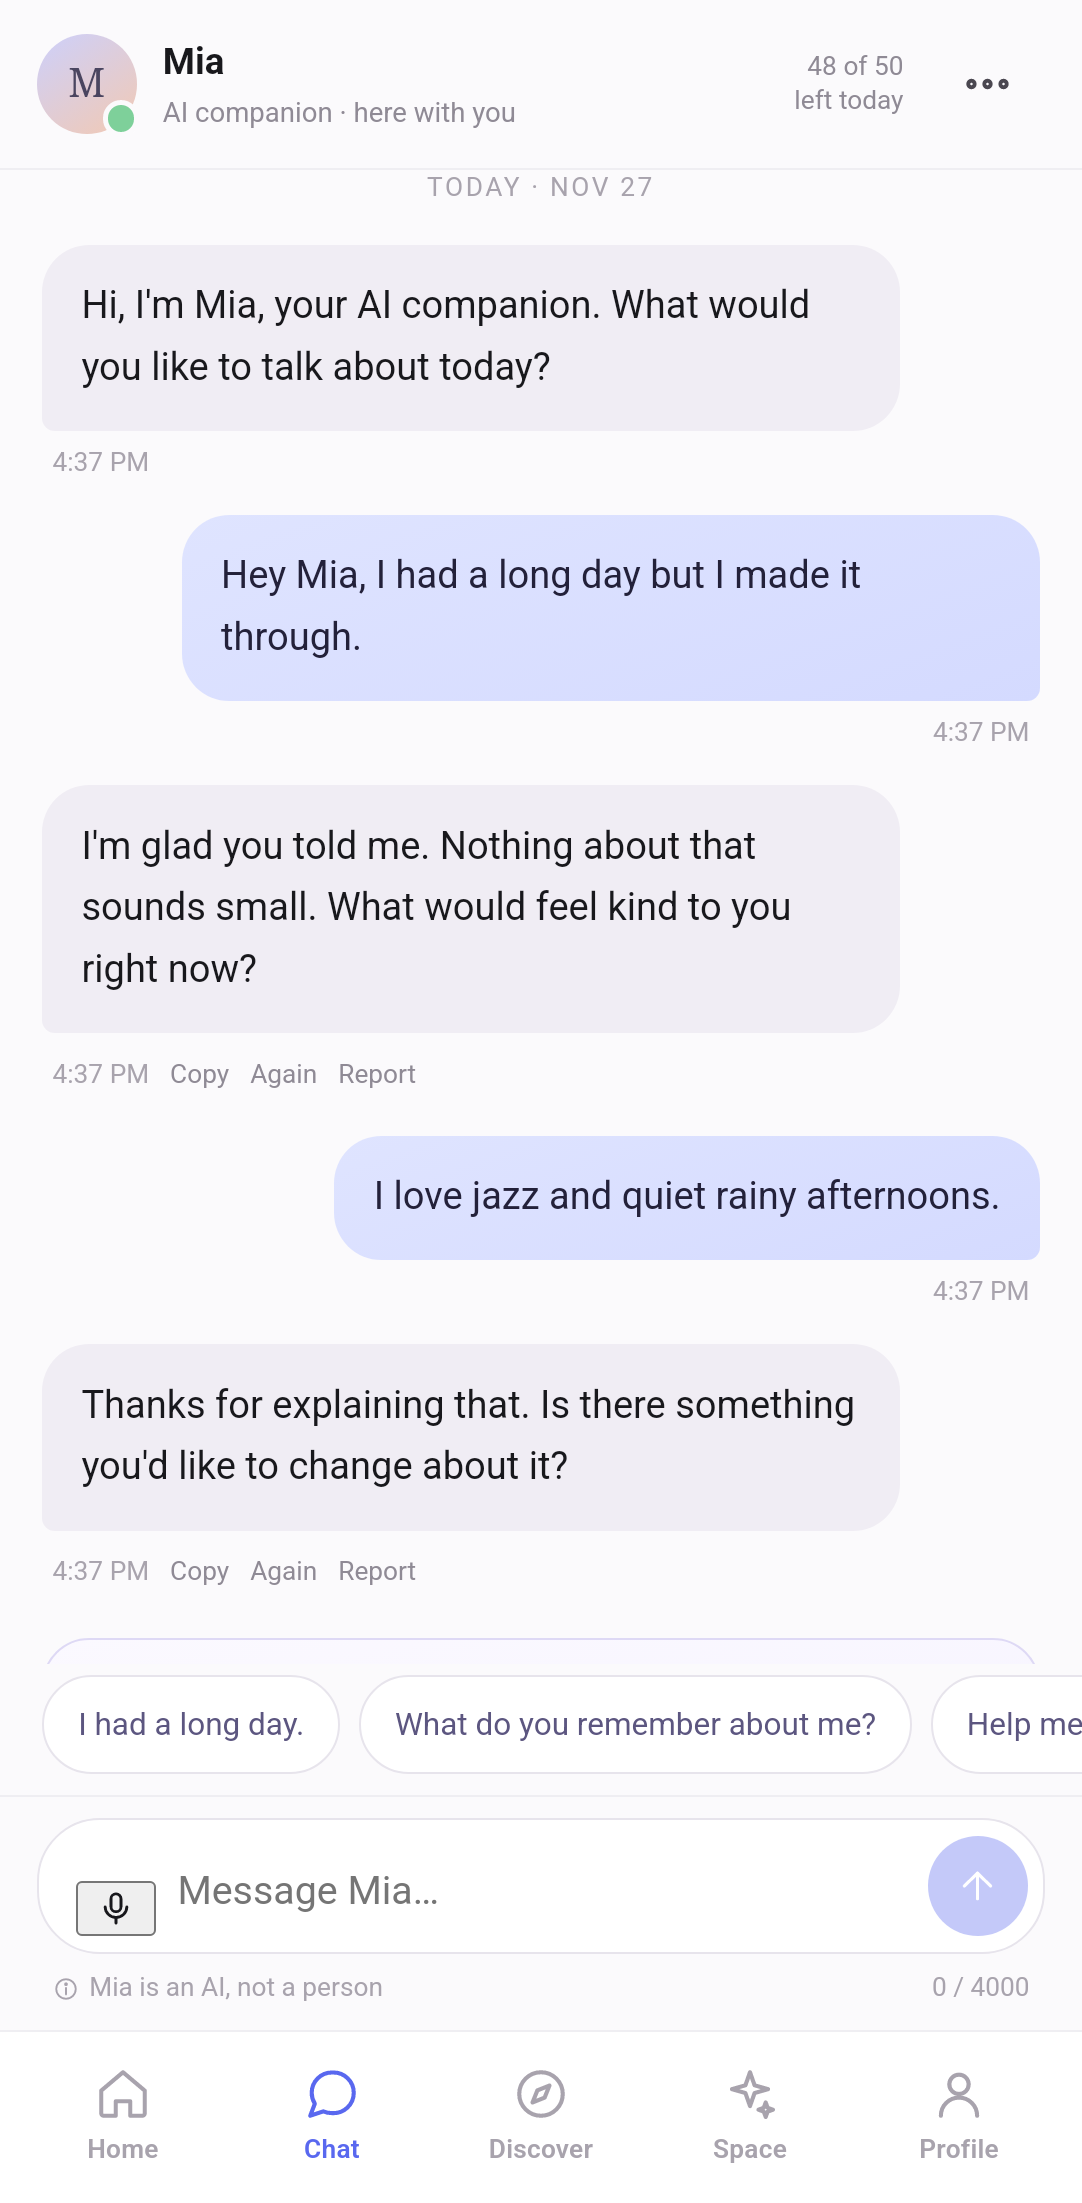 M
Mia
AI companion · here with you
48 of 50
left today
TODAY · NOV 27
Hi, I'm Mia, your AI companion. What would
you like to talk about today?
4:37 PM
Hey Mia, I had a long day but I made it
through.
4:37 PM
I'm glad you told me. Nothing about that
sounds small. What would feel kind to you
right now?
4:37 PM Copy Again Report
I love jazz and quiet rainy afternoons.
4:37 PM
Thanks for explaining that. Is there something
you'd like to change about it?
4:37 PM Copy Again Report
I had a long day. What do you remember about me? Help me
Message Mia…
Mia is an AI, not a person 0 / 4000
Home Chat Discover Space Profile